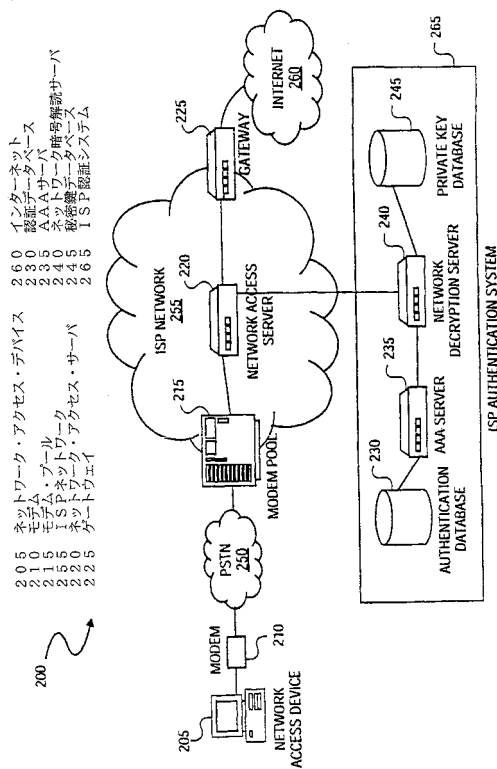 205 ネットワーク・アクセス・デバイス
210 モデム
215 モデム・プール
255 ISPネットワーク
220 ネットワーク・アクセス・サーバ
225 ゲートウェイ
260 インターネット
230 認証データベース
235 AAAサーバ
240 ネットワーク暗号解読サーバ
245 秘密鍵データベース
265 ISP認証システム
200
205
NETWORK
ACCESS DEVICE
MODEM
210
PSTN
250
215
MODEM POOL
ISP NETWORK
255
220
NETWORK ACCESS
SERVER
225
GATEWAY
INTERNET
260
230
AUTHENTICATION
DATABASE
235
AAA SERVER
240
NETWORK
DECRYPTION SERVER
245
PRIVATE KEY
DATABASE
265
ISP AUTHENTICATION SYSTEM